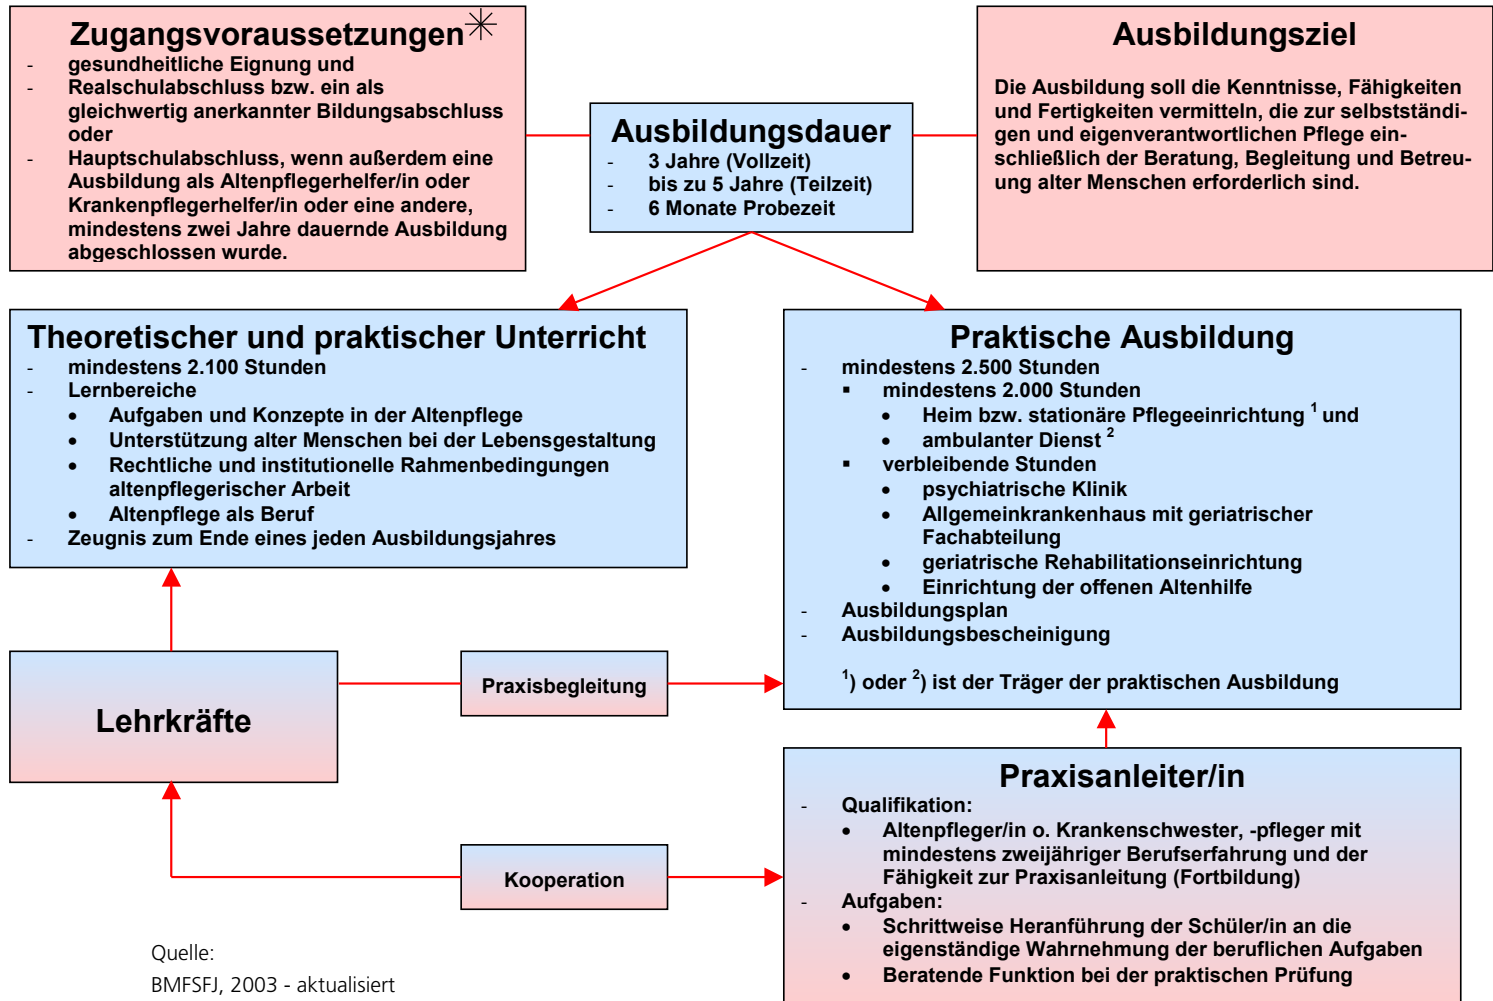 Zugangsvoraussetzungen
- gesundheitliche Eignung und
- Realschulabschluss bzw. ein als
gleichwertig anerkannter Bildungsabschluss
oder
- Hauptschulabschluss, wenn außerdem eine
Ausbildung als Altenpflegerhelfer/in oder
Krankenpflegerhelfer/in oder eine andere,
mindestens zwei Jahre dauernde Ausbildung
abgeschlossen wurde.
Ausbildungsdauer
- 3 Jahre (Vollzeit)
- bis zu 5 Jahre (Teilzeit)
- 6 Monate Probezeit
Ausbildungsziel
Die Ausbildung soll die Kenntnisse, Fähigkeiten
und Fertigkeiten vermitteln, die zur selbstständi-
gen und eigenverantwortlichen Pflege ein-
schließlich der Beratung, Begleitung und Betreu-
ung alter Menschen erforderlich sind.
Theoretischer und praktischer Unterricht
- mindestens 2.100 Stunden
- Lernbereiche
• Aufgaben und Konzepte in der Altenpflege
• Unterstützung alter Menschen bei der Lebensgestaltung
• Rechtliche und institutionelle Rahmenbedingungen
altenpflegerischer Arbeit
• Altenpflege als Beruf
- Zeugnis zum Ende eines jeden Ausbildungsjahres
Praktische Ausbildung
- mindestens 2.500 Stunden
▪ mindestens 2.000 Stunden
• Heim bzw. stationäre Pflegeeinrichtung ¹ und
• ambulanter Dienst ²
▪ verbleibende Stunden
• psychiatrische Klinik
• Allgemeinkrankenhaus mit geriatrischer
Fachabteilung
• geriatrische Rehabilitationseinrichtung
• Einrichtung der offenen Altenhilfe
- Ausbildungsplan
- Ausbildungsbescheinigung
¹) oder ²) ist der Träger der praktischen Ausbildung
Lehrkräfte
Praxisbegleitung
Kooperation
Praxisanleiter/in
- Qualifikation:
• Altenpfleger/in o. Krankenschwester, -pfleger mit
mindestens zweijähriger Berufserfahrung und der
Fähigkeit zur Praxisanleitung (Fortbildung)
- Aufgaben:
• Schrittweise Heranführung der Schüler/in an die
eigenständige Wahrnehmung der beruflichen Aufgaben
• Beratende Funktion bei der praktischen Prüfung
Quelle:
BMFSFJ, 2003 - aktualisiert